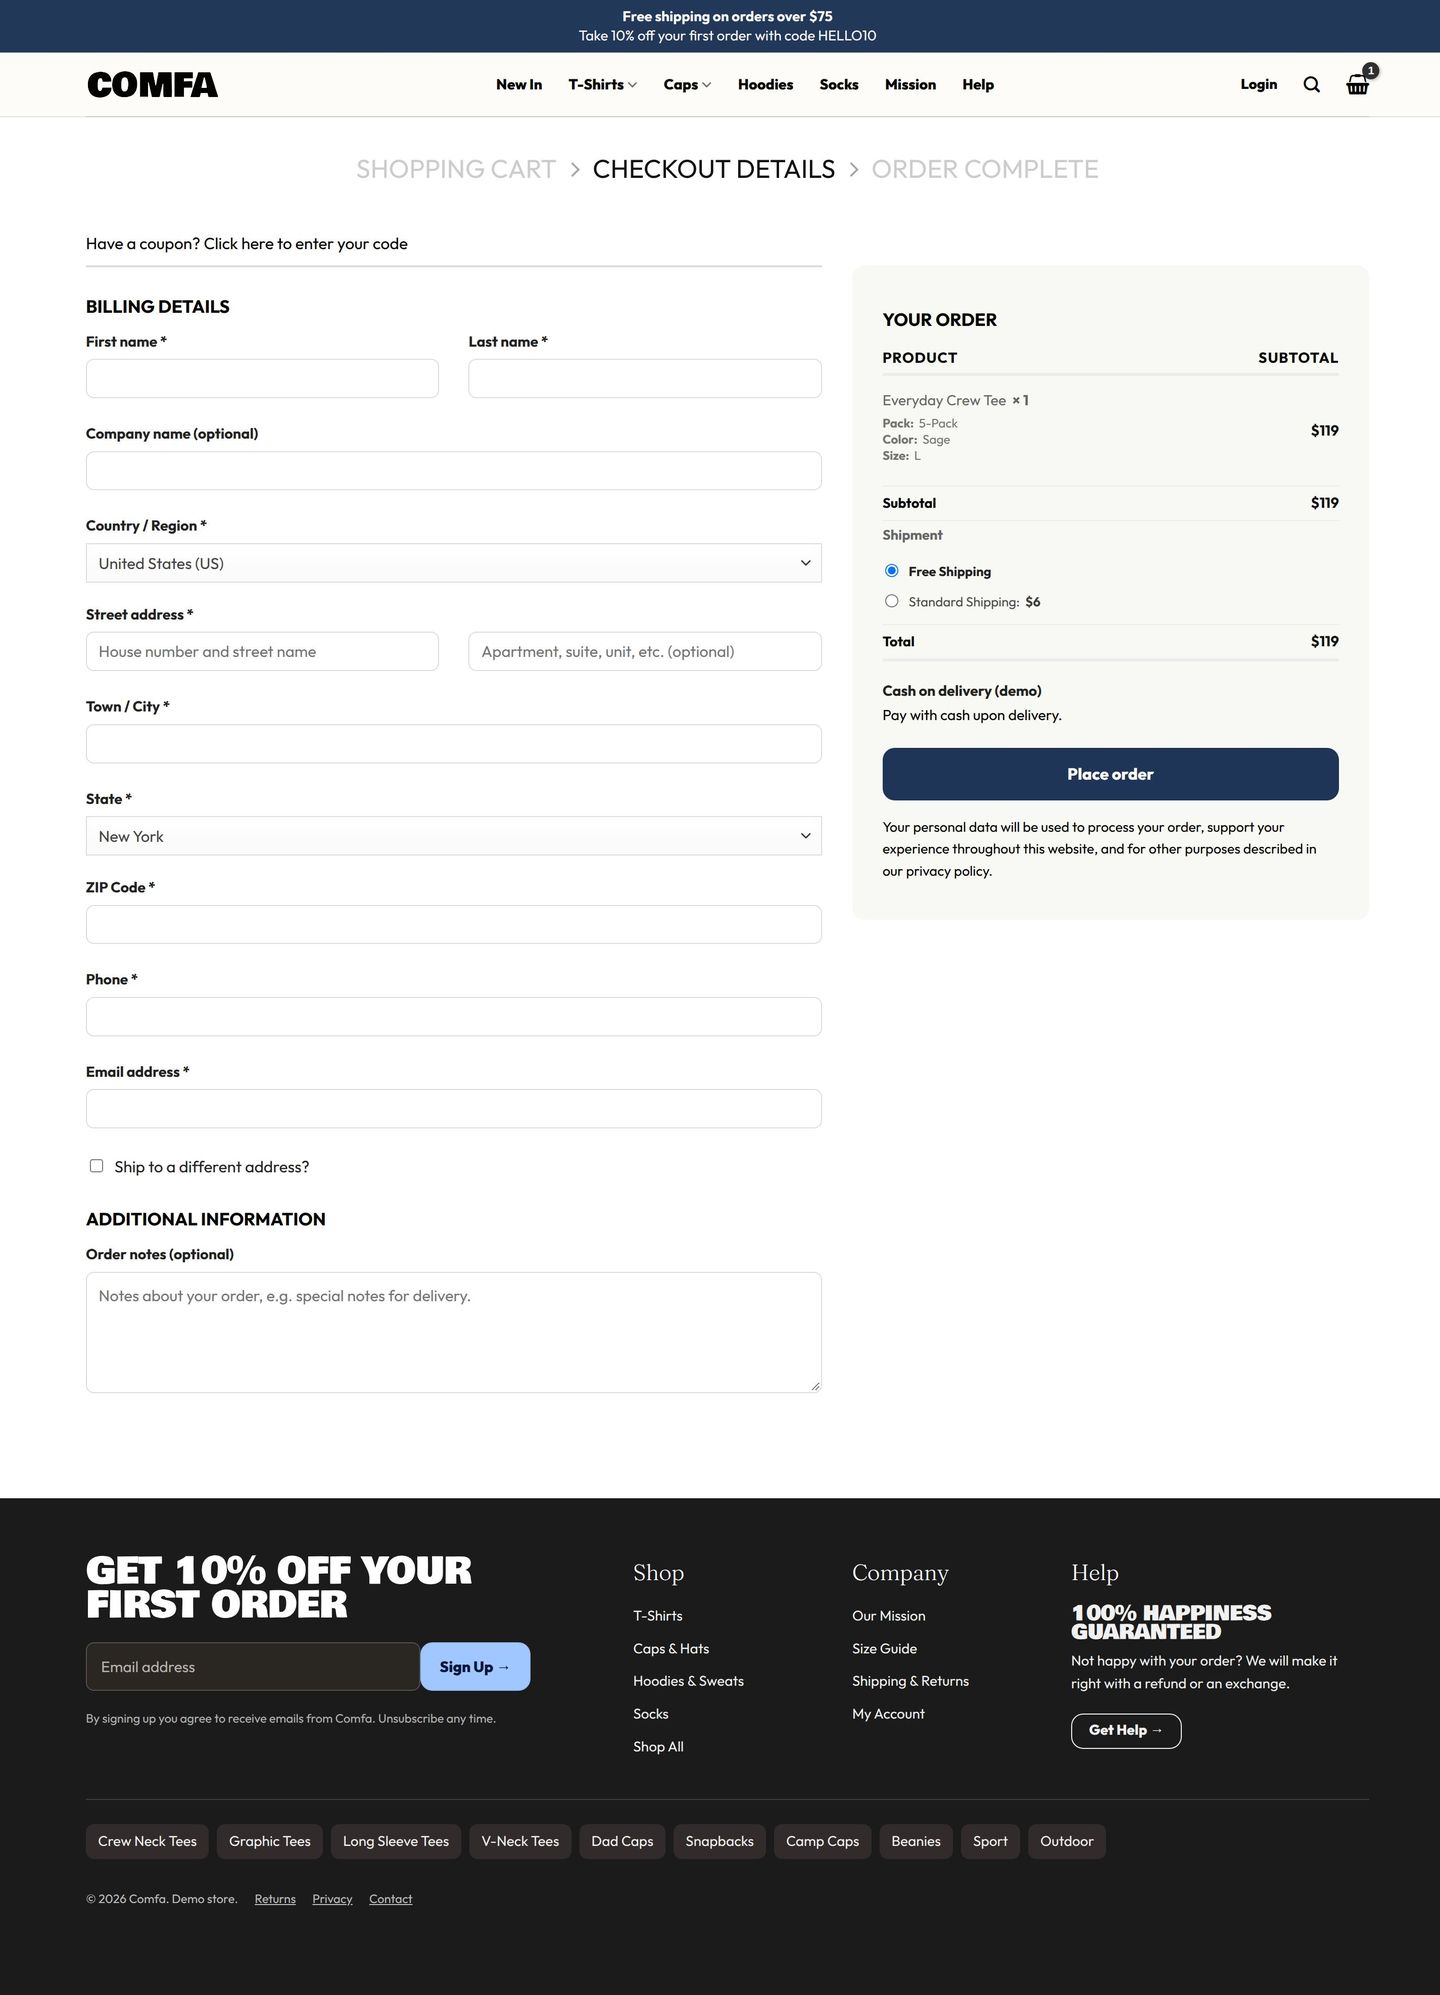 Free shipping on orders over $75
Take 10% off your first order with code HELLO10
COMFA
New In T-Shirts Caps Hoodies Socks Mission Help
Login
1
SHOPPING CART > CHECKOUT DETAILS > ORDER COMPLETE
Have a coupon? Click here to enter your code
BILLING DETAILS
First name * Last name *
Company name (optional)
Country / Region *
United States (US)
Street address *
House number and street name Apartment, suite, unit, etc. (optional)
Town / City *
State *
New York
ZIP Code *
Phone *
Email address *
Ship to a different address?
ADDITIONAL INFORMATION
Order notes (optional)
Notes about your order, e.g. special notes for delivery.
YOUR ORDER
PRODUCT SUBTOTAL
Everyday Crew Tee × 1
Pack: 5-Pack
Color: Sage
Size: L
$119
Subtotal $119
Shipment
Free Shipping
Standard Shipping: $6
Total $119
Cash on delivery (demo)
Pay with cash upon delivery.
Place order
Your personal data will be used to process your order, support your
experience throughout this website, and for other purposes described in
our privacy policy.
GET 10% OFF YOUR
FIRST ORDER
Email address Sign Up →
By signing up you agree to receive emails from Comfa. Unsubscribe any time.
Shop
T-Shirts
Caps & Hats
Hoodies & Sweats
Socks
Shop All
Company
Our Mission
Size Guide
Shipping & Returns
My Account
Help
100% HAPPINESS
GUARANTEED
Not happy with your order? We will make it
right with a refund or an exchange.
Get Help →
Crew Neck Tees Graphic Tees Long Sleeve Tees V-Neck Tees Dad Caps Snapbacks Camp Caps Beanies Sport Outdoor
© 2026 Comfa. Demo store. Returns Privacy Contact